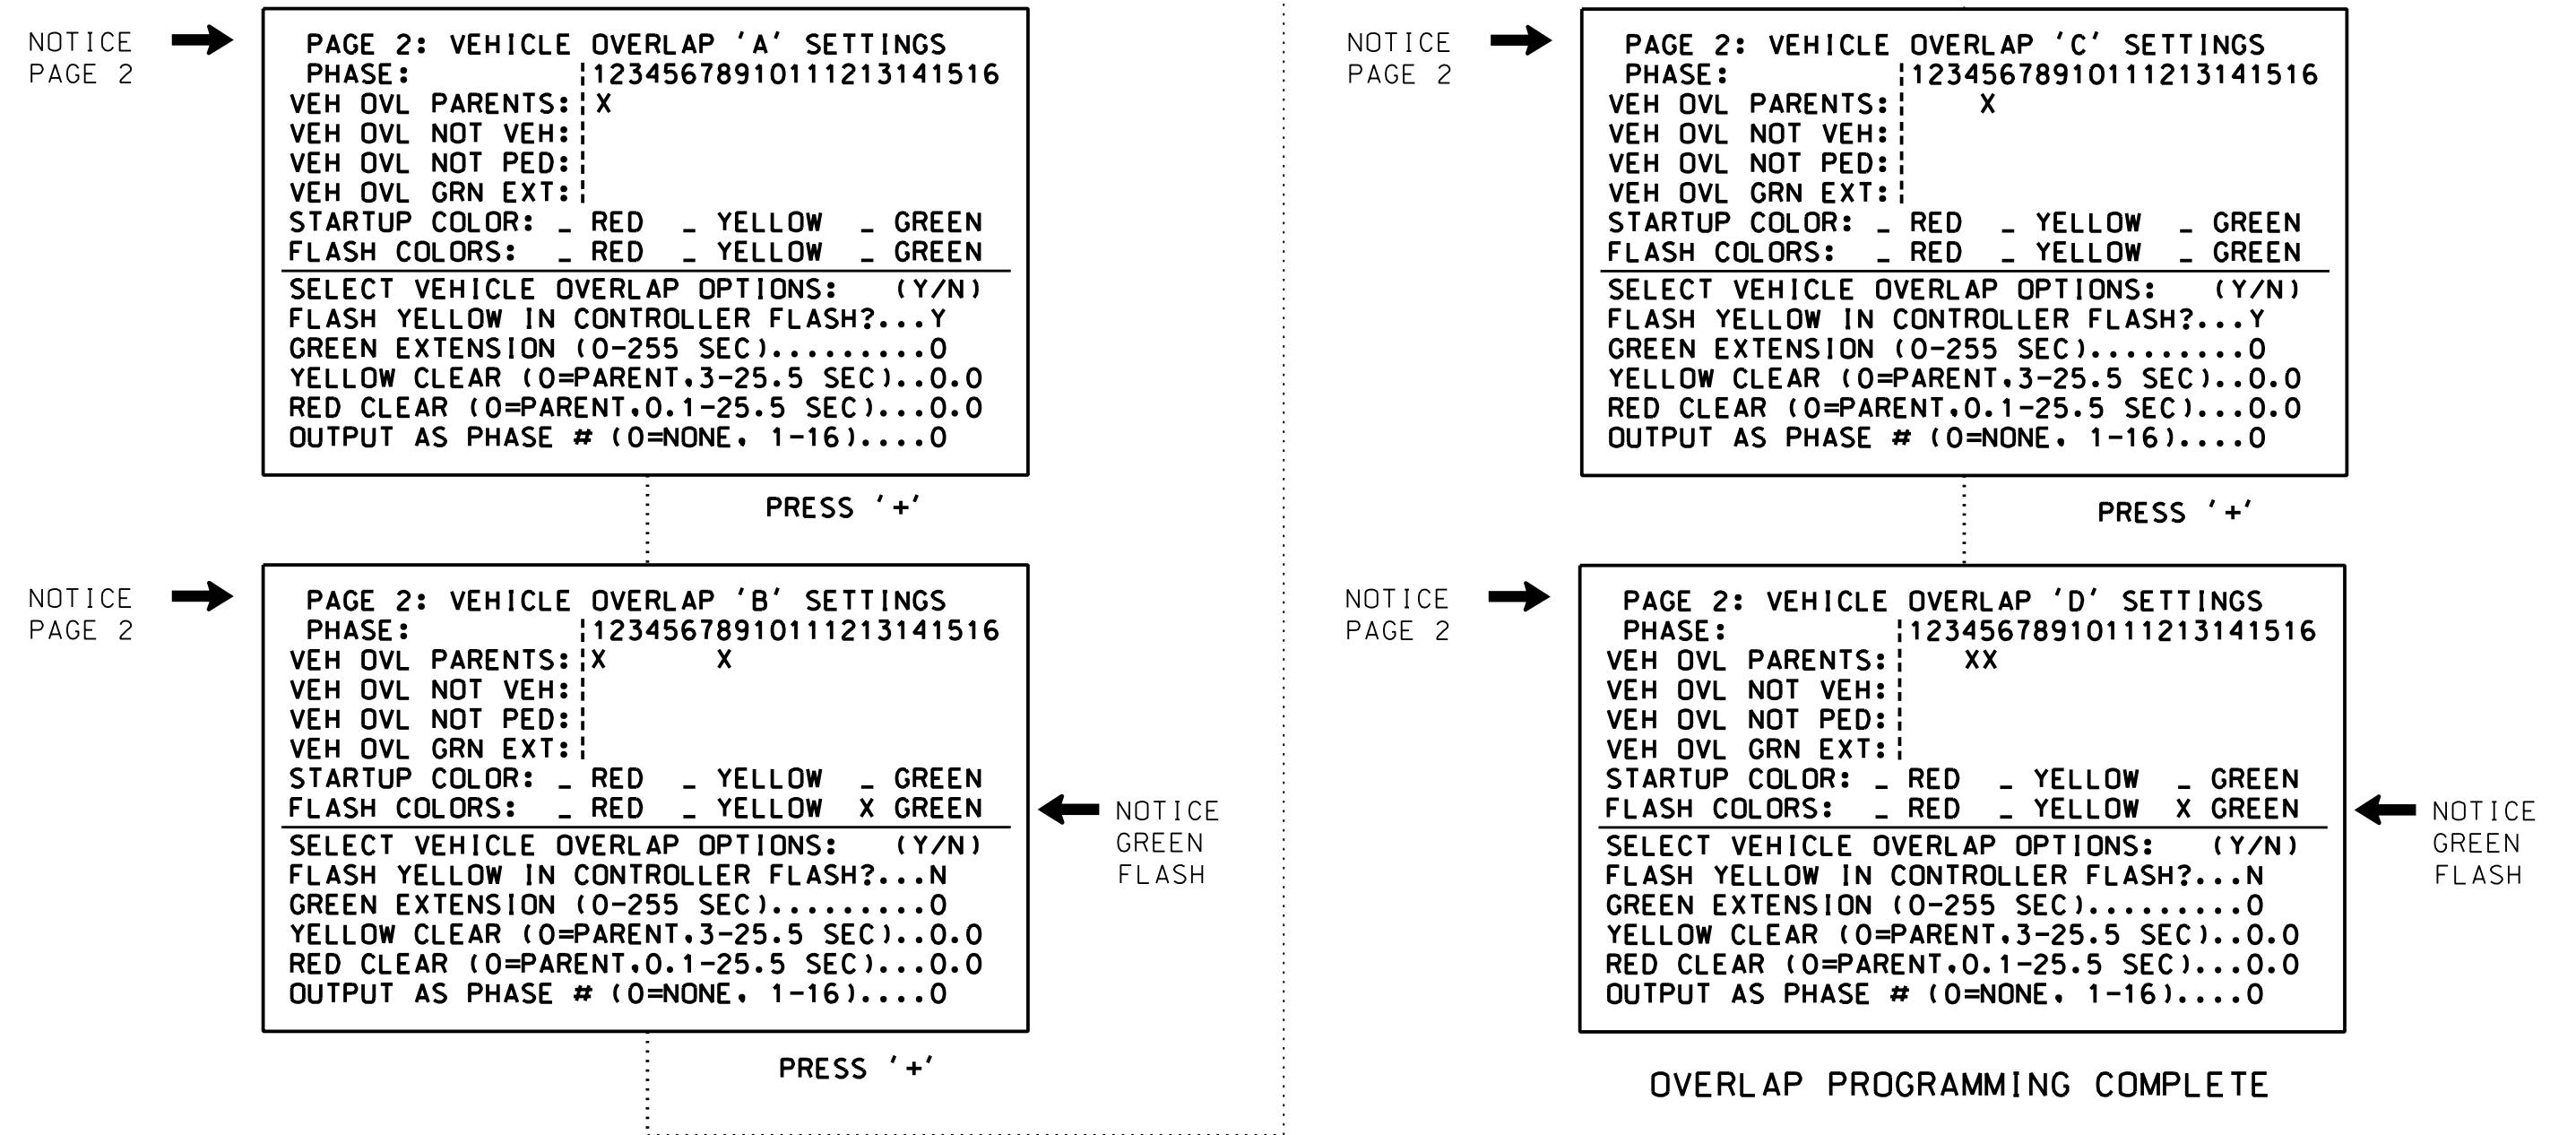 NOTICE
PAGE 2
PAGE 2: VEHICLE OVERLAP 'A' SETTINGS
PHASE: |12345678910111213141516
VEH OVL PARENTS:| X
VEH OVL NOT VEH:|
VEH OVL NOT PED:|
VEH OVL GRN EXT:|
STARTUP COLOR: _ RED _ YELLOW _ GREEN
FLASH COLORS: _ RED _ YELLOW _ GREEN
SELECT VEHICLE OVERLAP OPTIONS: (Y/N)
FLASH YELLOW IN CONTROLLER FLASH?...Y
GREEN EXTENSION (0-255 SEC).........0
YELLOW CLEAR (0=PARENT,3-25.5 SEC)..0.0
RED CLEAR (0=PARENT,0.1-25.5 SEC)...0.0
OUTPUT AS PHASE # (0=NONE, 1-16)....0
PRESS '+'
NOTICE
PAGE 2
PAGE 2: VEHICLE OVERLAP 'B' SETTINGS
PHASE: |12345678910111213141516
VEH OVL PARENTS:|X X
VEH OVL NOT VEH:|
VEH OVL NOT PED:|
VEH OVL GRN EXT:|
STARTUP COLOR: _ RED _ YELLOW _ GREEN
FLASH COLORS: _ RED _ YELLOW X GREEN
NOTICE
GREEN
FLASH
SELECT VEHICLE OVERLAP OPTIONS: (Y/N)
FLASH YELLOW IN CONTROLLER FLASH?...N
GREEN EXTENSION (0-255 SEC).........0
YELLOW CLEAR (0=PARENT,3-25.5 SEC)..0.0
RED CLEAR (0=PARENT,0.1-25.5 SEC)...0.0
OUTPUT AS PHASE # (0=NONE, 1-16)....0
PRESS '+'
NOTICE
PAGE 2
PAGE 2: VEHICLE OVERLAP 'C' SETTINGS
PHASE: |12345678910111213141516
VEH OVL PARENTS:| X
VEH OVL NOT VEH:|
VEH OVL NOT PED:|
VEH OVL GRN EXT:|
STARTUP COLOR: _ RED _ YELLOW _ GREEN
FLASH COLORS: _ RED _ YELLOW _ GREEN
SELECT VEHICLE OVERLAP OPTIONS: (Y/N)
FLASH YELLOW IN CONTROLLER FLASH?...Y
GREEN EXTENSION (0-255 SEC).........0
YELLOW CLEAR (0=PARENT,3-25.5 SEC)..0.0
RED CLEAR (0=PARENT,0.1-25.5 SEC)...0.0
OUTPUT AS PHASE # (0=NONE, 1-16)....0
PRESS '+'
NOTICE
PAGE 2
PAGE 2: VEHICLE OVERLAP 'D' SETTINGS
PHASE: |12345678910111213141516
VEH OVL PARENTS:| XX
VEH OVL NOT VEH:|
VEH OVL NOT PED:|
VEH OVL GRN EXT:|
STARTUP COLOR: _ RED _ YELLOW _ GREEN
FLASH COLORS: _ RED _ YELLOW X GREEN
NOTICE
GREEN
FLASH
SELECT VEHICLE OVERLAP OPTIONS: (Y/N)
FLASH YELLOW IN CONTROLLER FLASH?...N
GREEN EXTENSION (0-255 SEC).........0
YELLOW CLEAR (0=PARENT,3-25.5 SEC)..0.0
RED CLEAR (0=PARENT,0.1-25.5 SEC)...0.0
OUTPUT AS PHASE # (0=NONE, 1-16)....0
OVERLAP PROGRAMMING COMPLETE